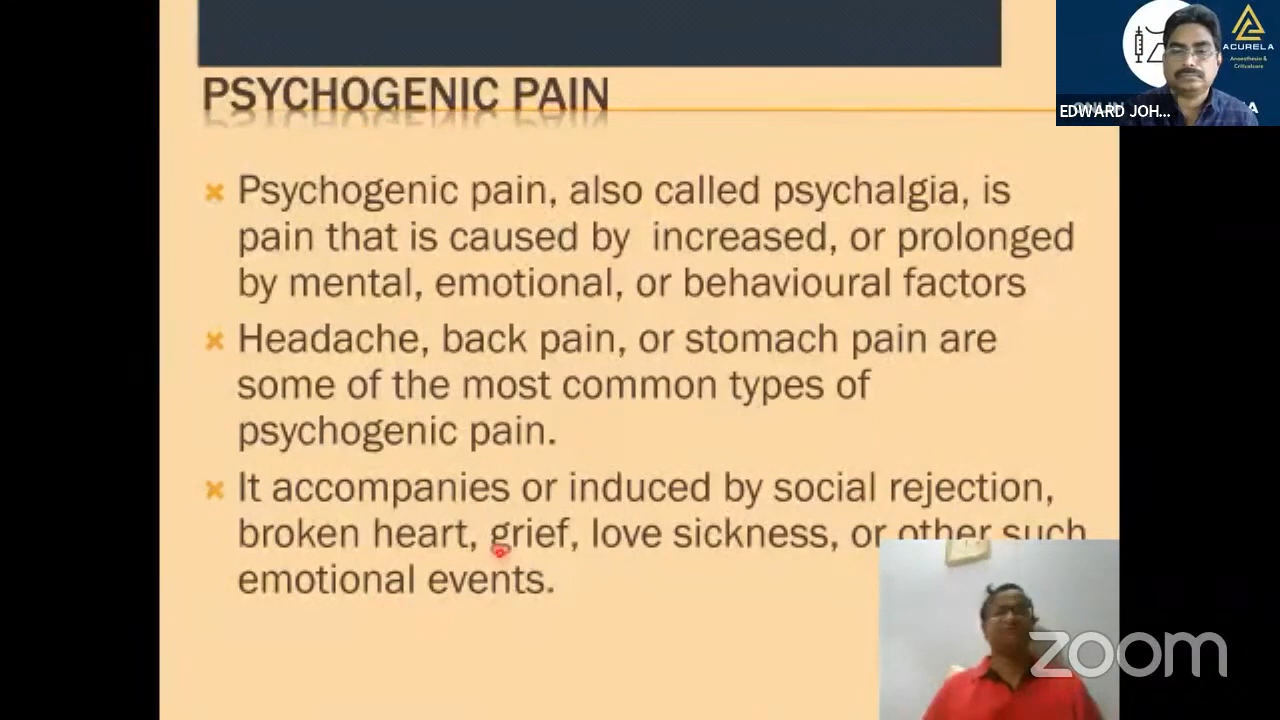 PSYCHOGENIC PAIN
Psychogenic pain, also called psychalgia, is
pain that is caused by increased, or prolonged
by mental, emotional, or behavioural factors
Headache, back pain, or stomach pain are
some of the most common types of
psychogenic pain.
It accompanies or induced by social rejection,
broken heart, grief, love sickness, or other such
emotional events.
ACURELA
Anaesthesia &
Criticalcare
EDWARD JOH...
zoom